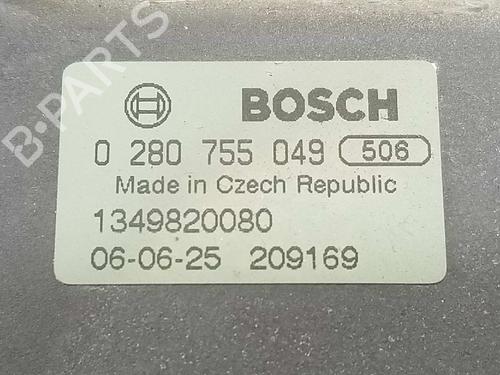 B-PARTS
BOSCH
0 280 755 049 506
Made in Czech Republic
1349820080
06-06-25 209169